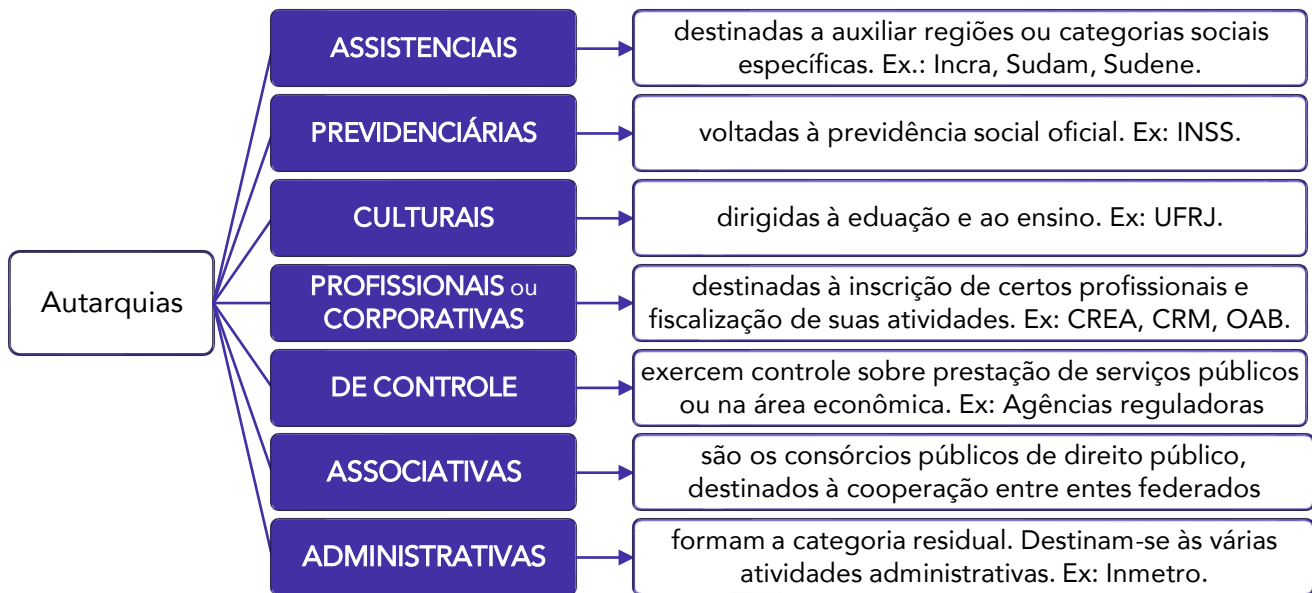 Autarquias
ASSISTENCIAIS
destinadas a auxiliar regiões ou categorias sociais
específicas. Ex.: Incra, Sudam, Sudene.
PREVIDENCIÁRIAS
voltadas à previdência social oficial. Ex: INSS.
CULTURAIS
dirigidas à eduação e ao ensino. Ex: UFRJ.
PROFISSIONAIS ou
CORPORATIVAS
destinadas à inscrição de certos profissionais e
fiscalização de suas atividades. Ex: CREA, CRM, OAB.
DE CONTROLE
exercem controle sobre prestação de serviços públicos
ou na área econômica. Ex: Agências reguladoras
ASSOCIATIVAS
são os consórcios públicos de direito público,
destinados à cooperação entre entes federados
ADMINISTRATIVAS
formam a categoria residual. Destinam-se às várias
atividades administrativas. Ex: Inmetro.